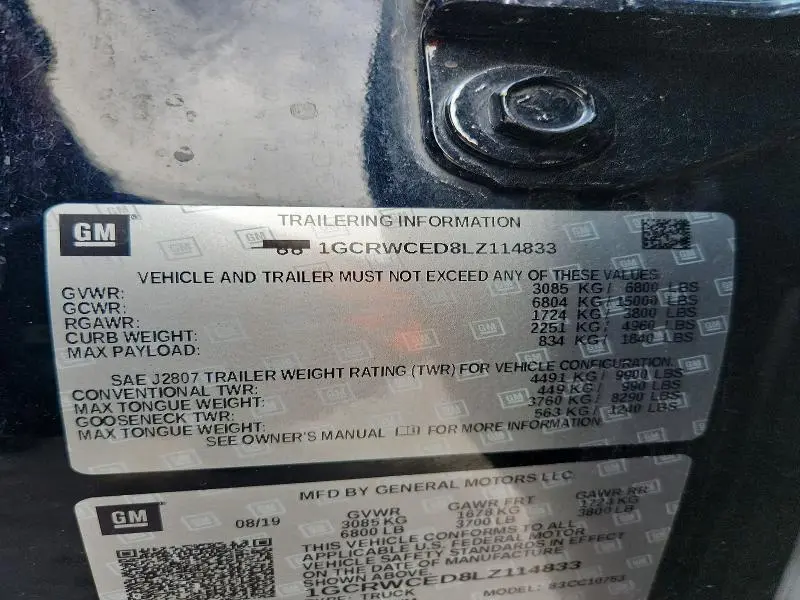 GM
TRAILERING INFORMATION
1GCRWCED8LZ114833
VEHICLE AND TRAILER MUST NOT EXCEED ANY OF THESE VALUES
GVWR: 3085 KG / 6800 LBS
GCWR: 6804 KG / 15000 LBS
RGAWR: 1724 KG / 3800 LBS
CURB WEIGHT: 2251 KG / 4960 LBS
MAX PAYLOAD: 834 KG / 1840 LBS
SAE J2807 TRAILER WEIGHT RATING (TWR) FOR VEHICLE CONFIGURATION.
CONVENTIONAL TWR: 4491 KG / 9900 LBS
MAX TONGUE WEIGHT: 449 KG / 990 LBS
GOOSENECK TWR: 3760 KG / 8290 LBS
MAX TONGUE WEIGHT: 563 KG / 1240 LBS
SEE OWNER'S MANUAL FOR MORE INFORMATION
GM
MFD BY GENERAL MOTORS LLC
08/19 GVWR GAWR FRT GAWR RR
3085 KG 1678 KG 1724 KG
6800 LB 3700 LB 3800 LB
THIS VEHICLE CONFORMS TO ALL
APPLICABLE U.S. FEDERAL MOTOR
VEHICLE SAFETY STANDARDS IN EFFECT
ON THE DATE OF MANUFACTURE
SHOWN ABOVE.
1GCRWCED8LZ114833
TYPE: TRUCK MODEL: